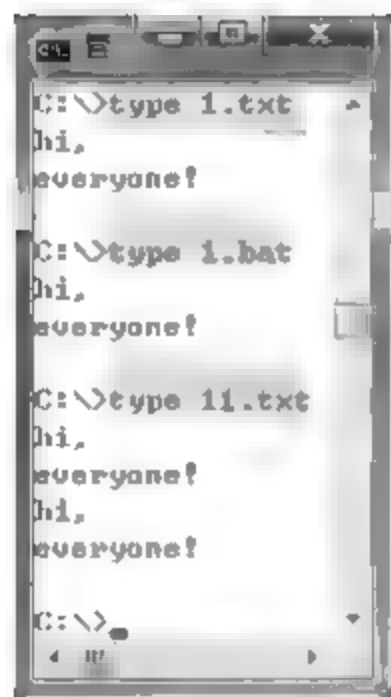 C:\>type 1.txt
hi,
everyone!

C:\>type 1.bat
hi,
everyone!

C:\>type 11.txt
hi,
everyone!
hi,
everyone!

C:\>